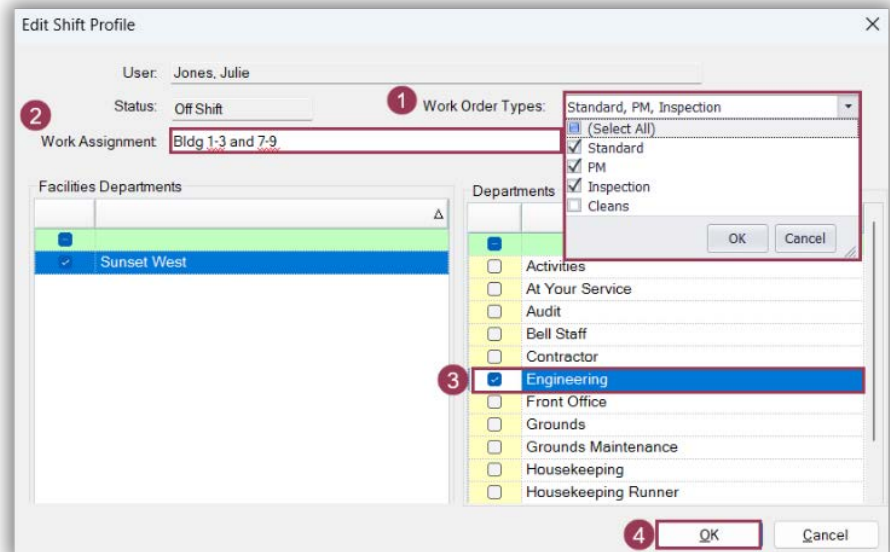 Edit Shift Profile
User: Jones, Julie
Status: Off Shift
1 Work Order Types: Standard, PM, Inspection
2
Work Assignment: Bldg 1-3 and 7-9
(Select All)
Standard
PM
Inspection
Cleans
OK Cancel
Facilities Departments
Sunset West
Departments
Activities
At Your Service
Audit
Bell Staff
Contractor
3 Engineering
Front Office
Grounds
Grounds Maintenance
Housekeeping
Housekeeping Runner
4 OK Cancel